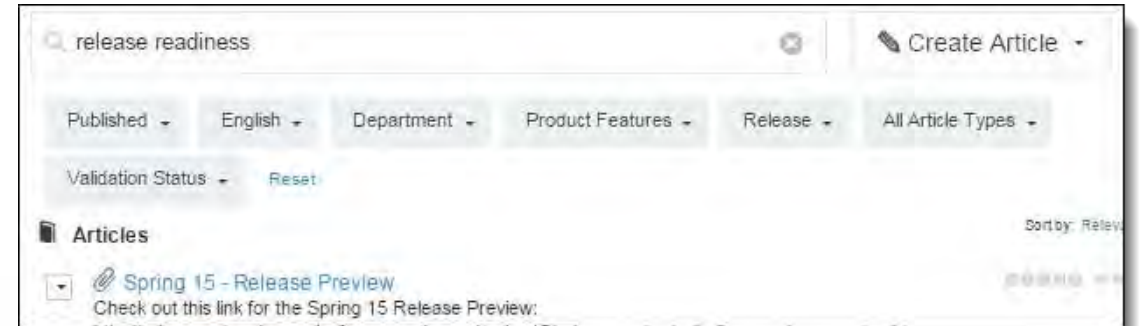 release readiness
Create Article
Published English Department Product Features Release All Article Types
Validation Status Reset
Articles
Sort by:
Spring 15 - Release Preview
Check out this link for the Spring 15 Release Preview: